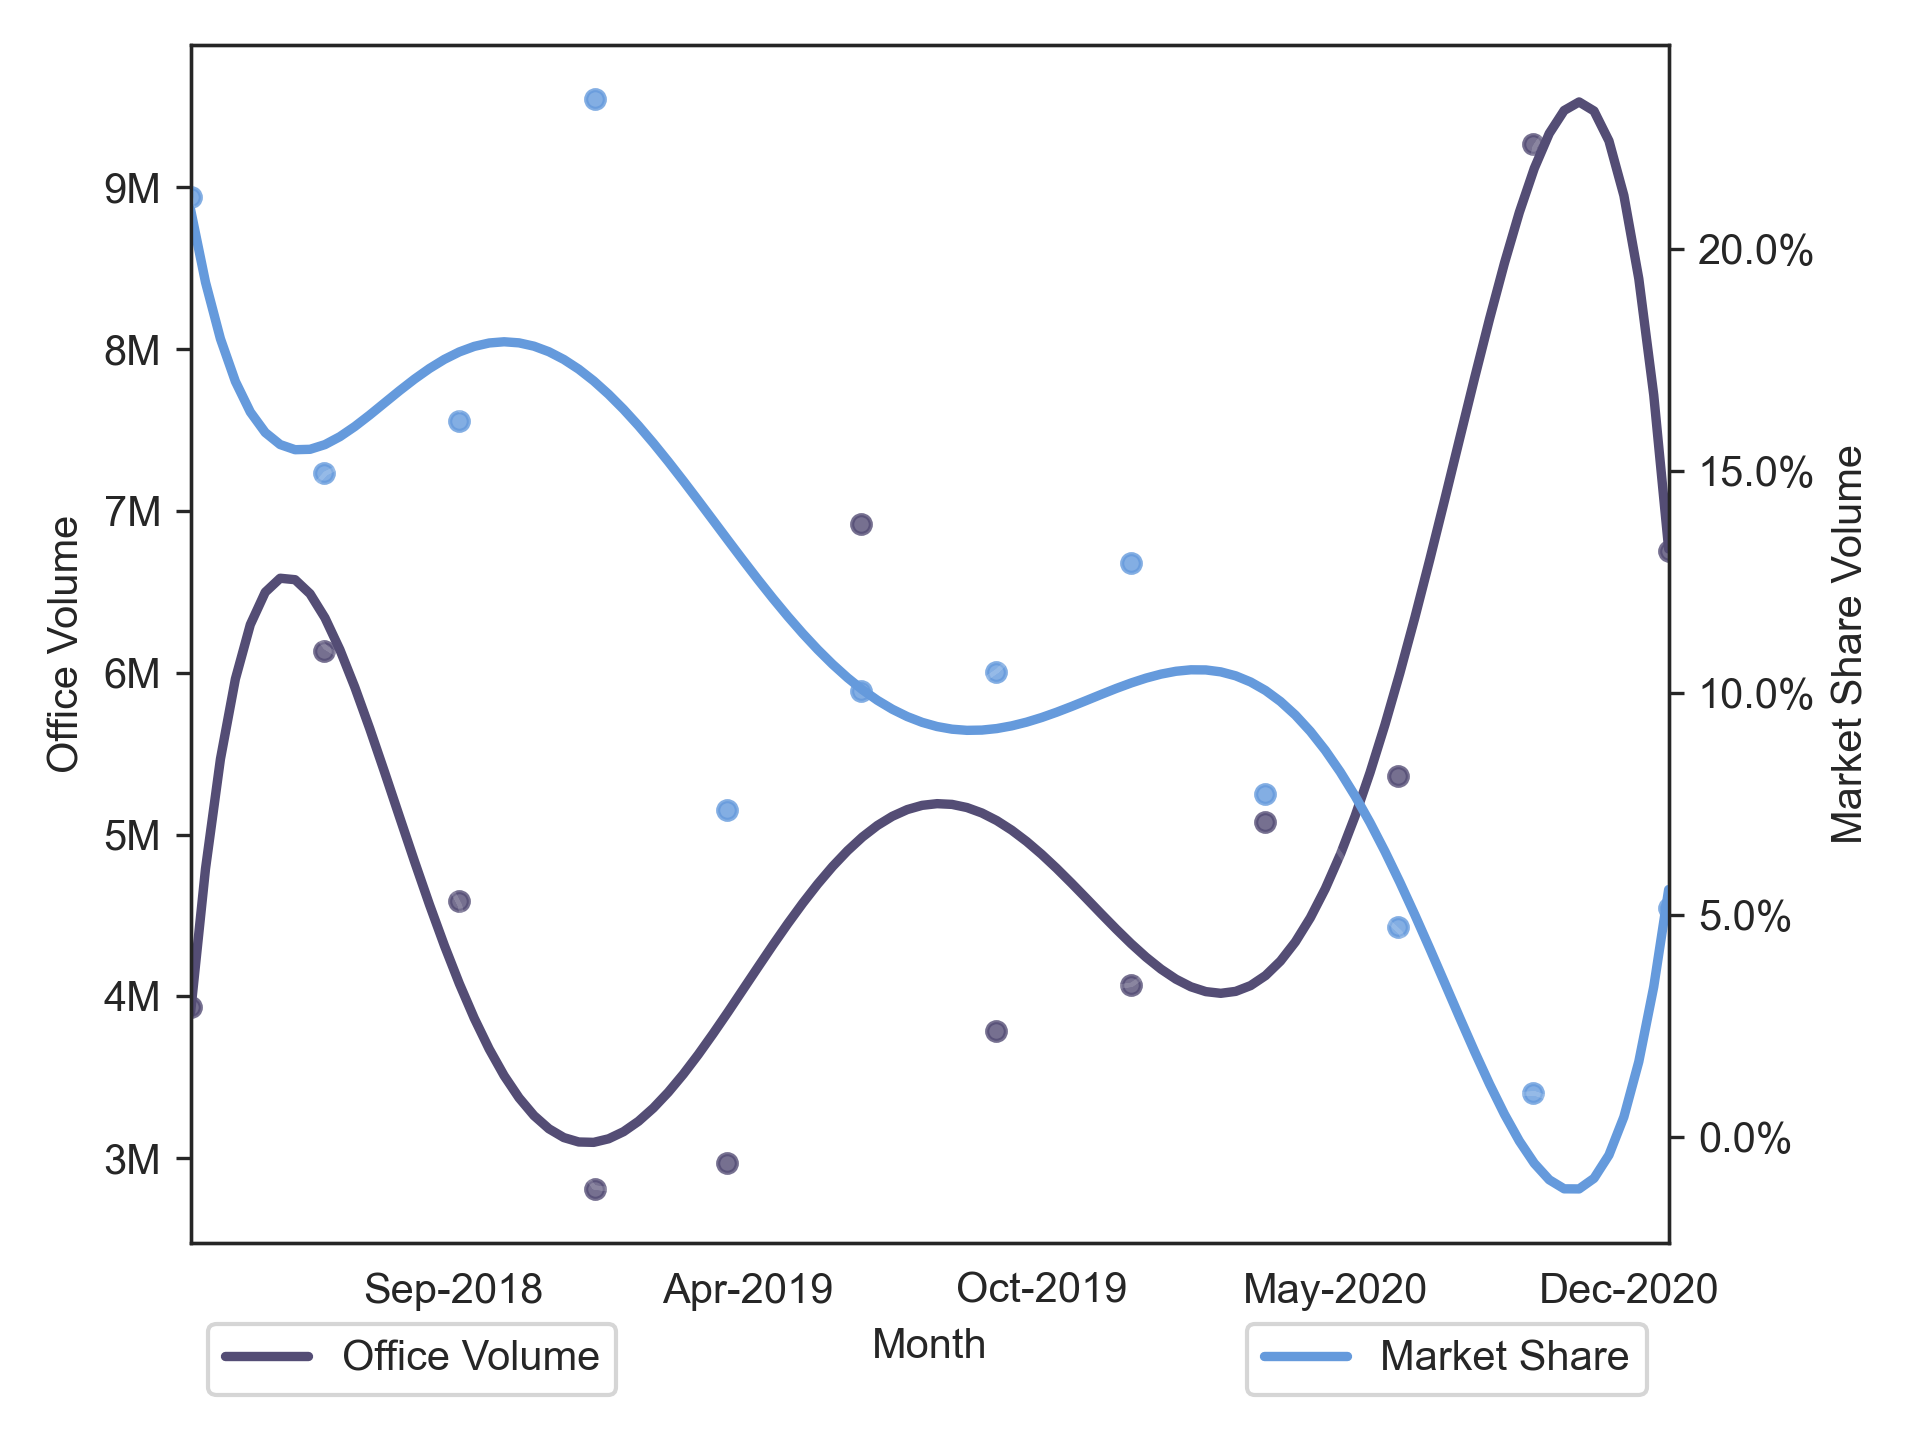 9M
8M
7M
6M
5M
4M
3M
Office Volume
20.0%
15.0%
10.0%
5.0%
0.0%
Market Share Volume
Sep-2018
Apr-2019
Oct-2019
May-2020
Dec-2020
Month
Office Volume
Market Share